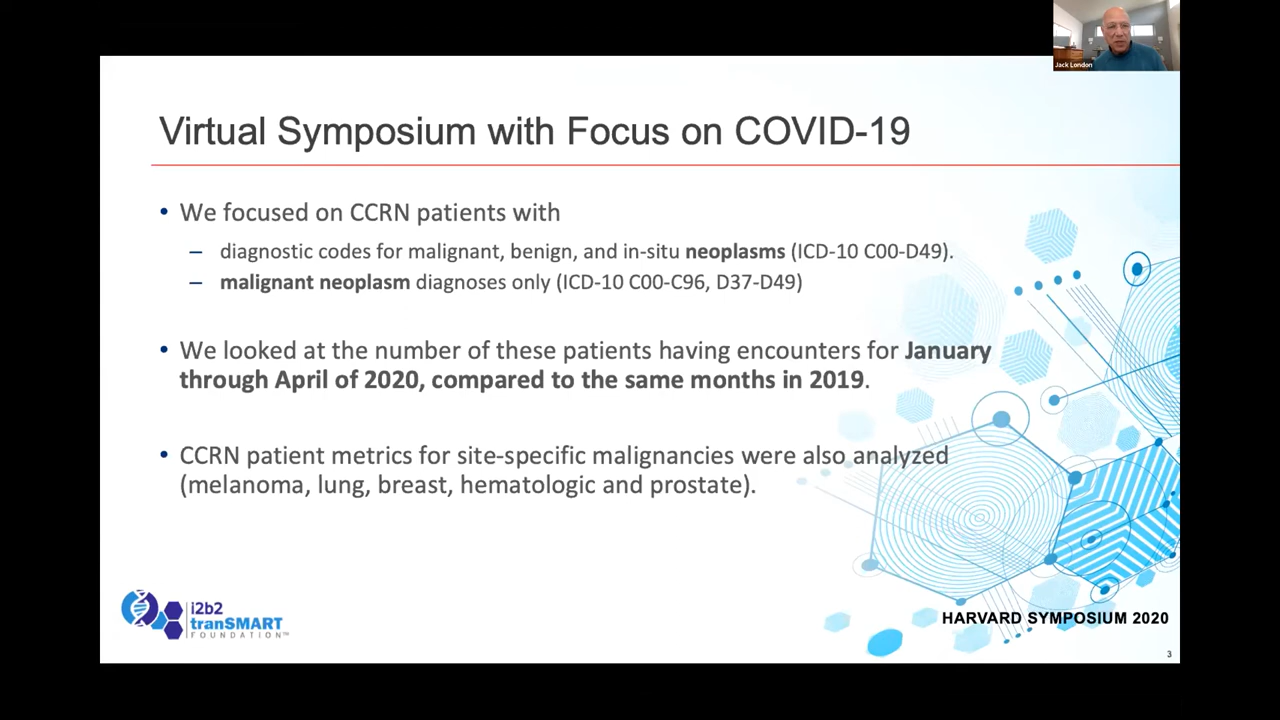 Jack London
Virtual Symposium with Focus on COVID-19
• We focused on CCRN patients with
– diagnostic codes for malignant, benign, and in-situ neoplasms (ICD-10 C00-D49).
– malignant neoplasm diagnoses only (ICD-10 C00-C96, D37-D49)
• We looked at the number of these patients having encounters for January
through April of 2020, compared to the same months in 2019.
• CCRN patient metrics for site-specific malignancies were also analyzed
(melanoma, lung, breast, hematologic and prostate).
i2b2
tranSMART
FOUNDATION™
HARVARD SYMPOSIUM 2020
3